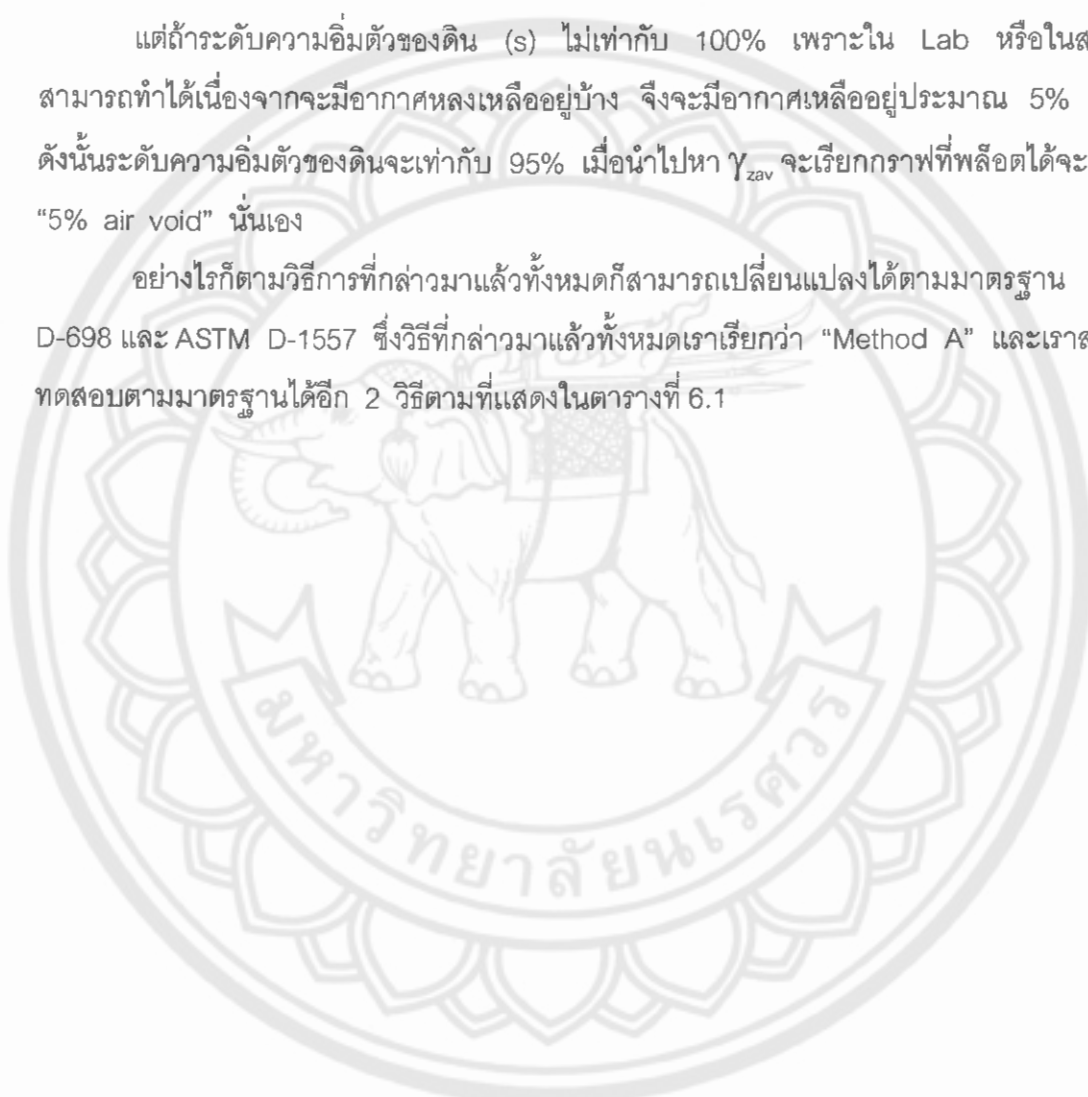 แต่ถ้าระดับความอิ่มตัวของดิน (s) ไม่เท่ากับ 100% เพราะใน Lab หรือใน
สามารถทำได้เนื่องจากจะมีอากาศหลงเหลืออยู่บ้าง จึงจะมีอากาศเหลืออยู่ประมาณ 5%
ดังนั้นระดับความอิ่มตัวของดินจะเท่ากับ 95% เมื่อนำไปหา γzav จะเรียกกราฟที่พล็อตได้จะ
“5% air void” นั่นเอง
อย่างไรก็ตามวิธีการที่กล่าวมาแล้วทั้งหมดก็สามารถเปลี่ยนแปลงได้ตามมาตรฐาน
D-698 และ ASTM D-1557 ซึ่งวิธีที่กล่าวมาแล้วทั้งหมดเราเรียกว่า “Method A” และเรา
ทดสอบตามมาตรฐานได้อีก 2 วิธีตามที่แสดงในตารางที่ 6.1
มหาวิทยาลัยนเรศวร